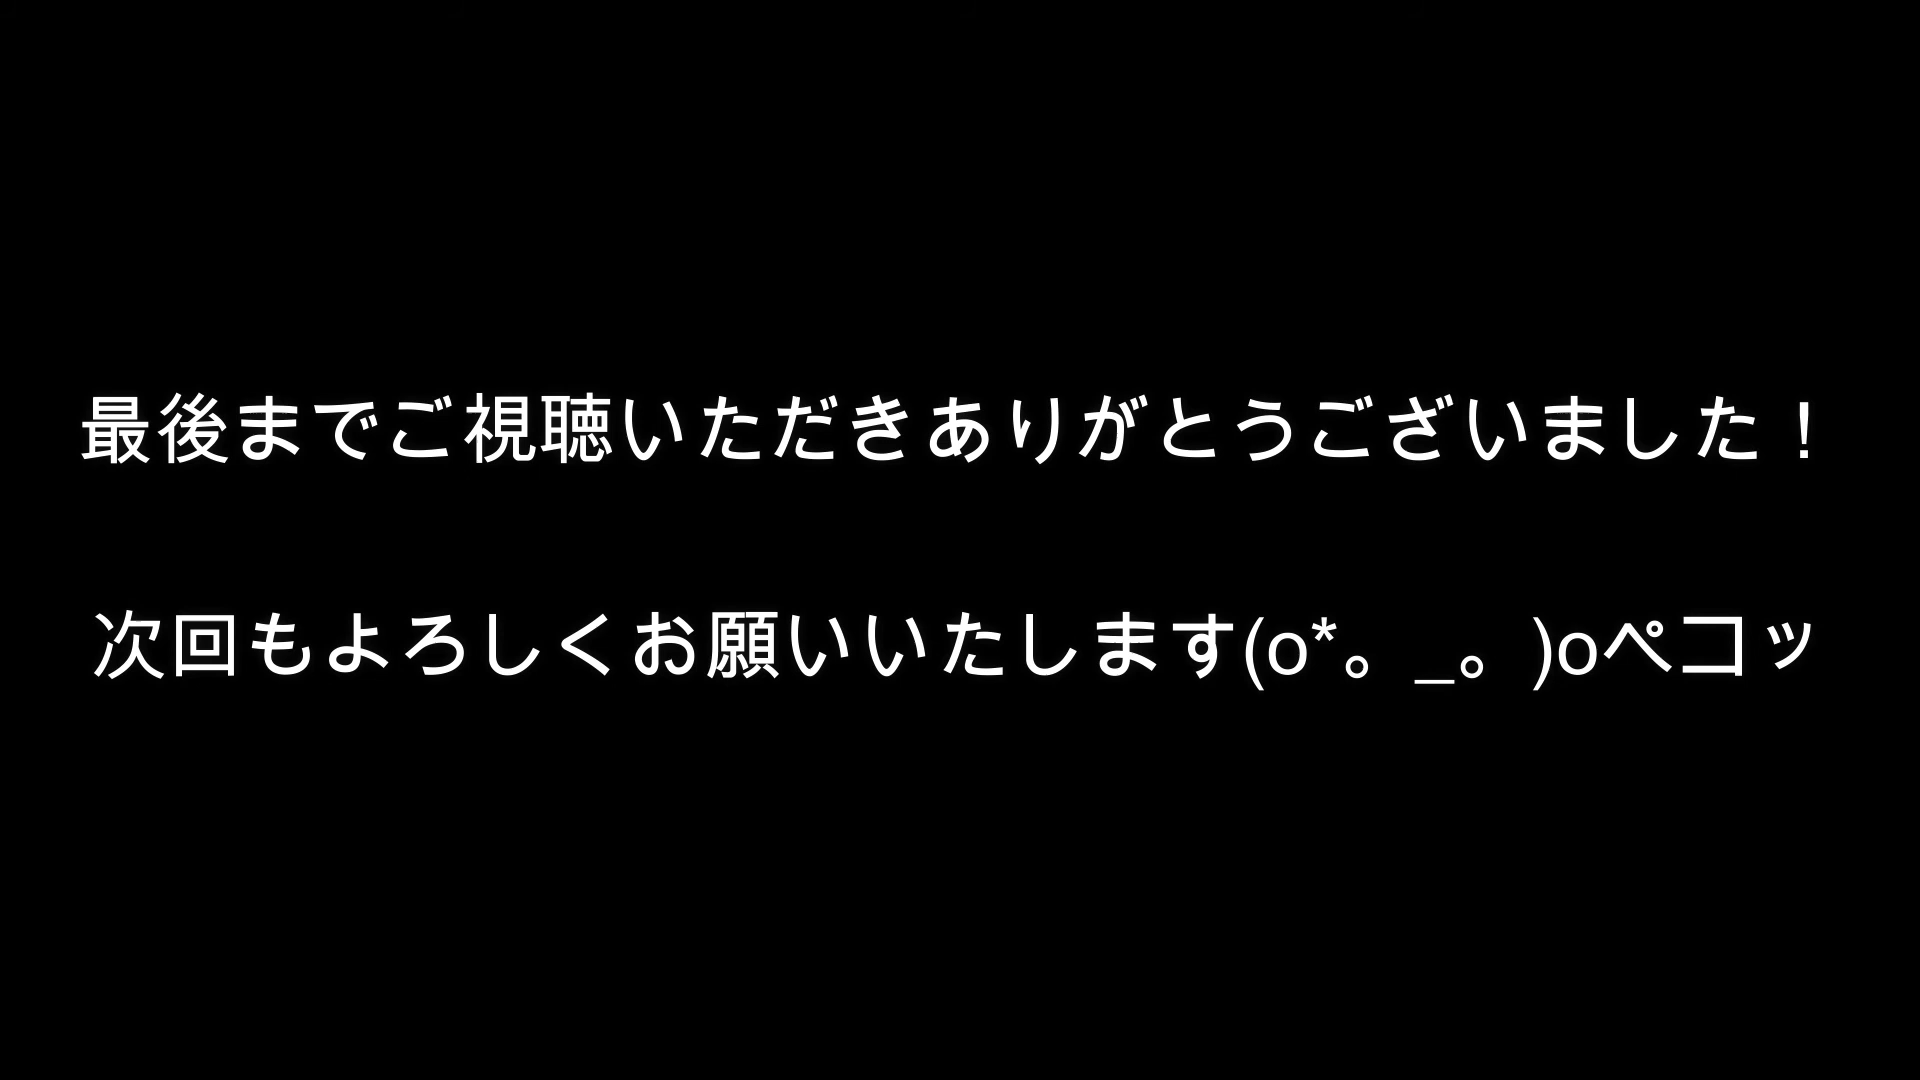 最後までご視聴いただきありがとうございました！
次回もよろしくお願いいたします(o*。_。)oペコッ